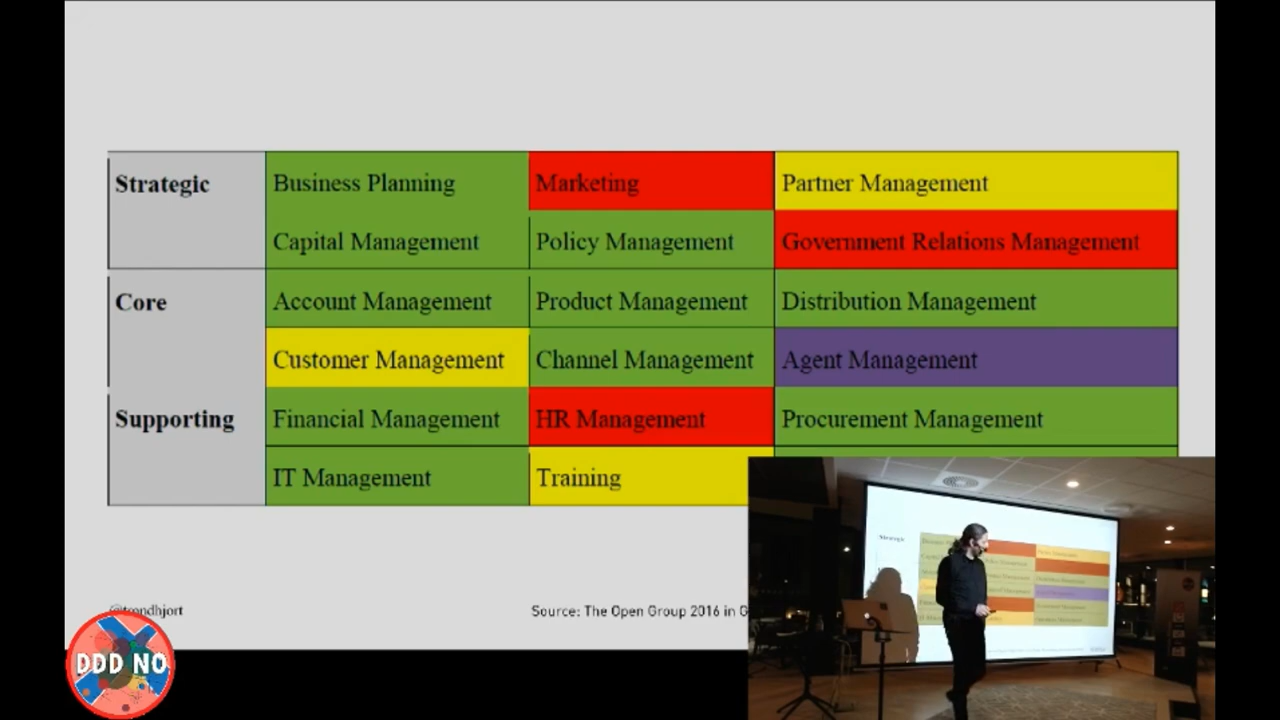 Strategic Business Planning Marketing Partner Management
Capital Management Policy Management Government Relations Management
Core Account Management Product Management Distribution Management
Customer Management Channel Management Agent Management
Supporting Financial Management HR Management Procurement Management
IT Management Training
@trondhjort Source: The Open Group 2016 in G
DDD NO